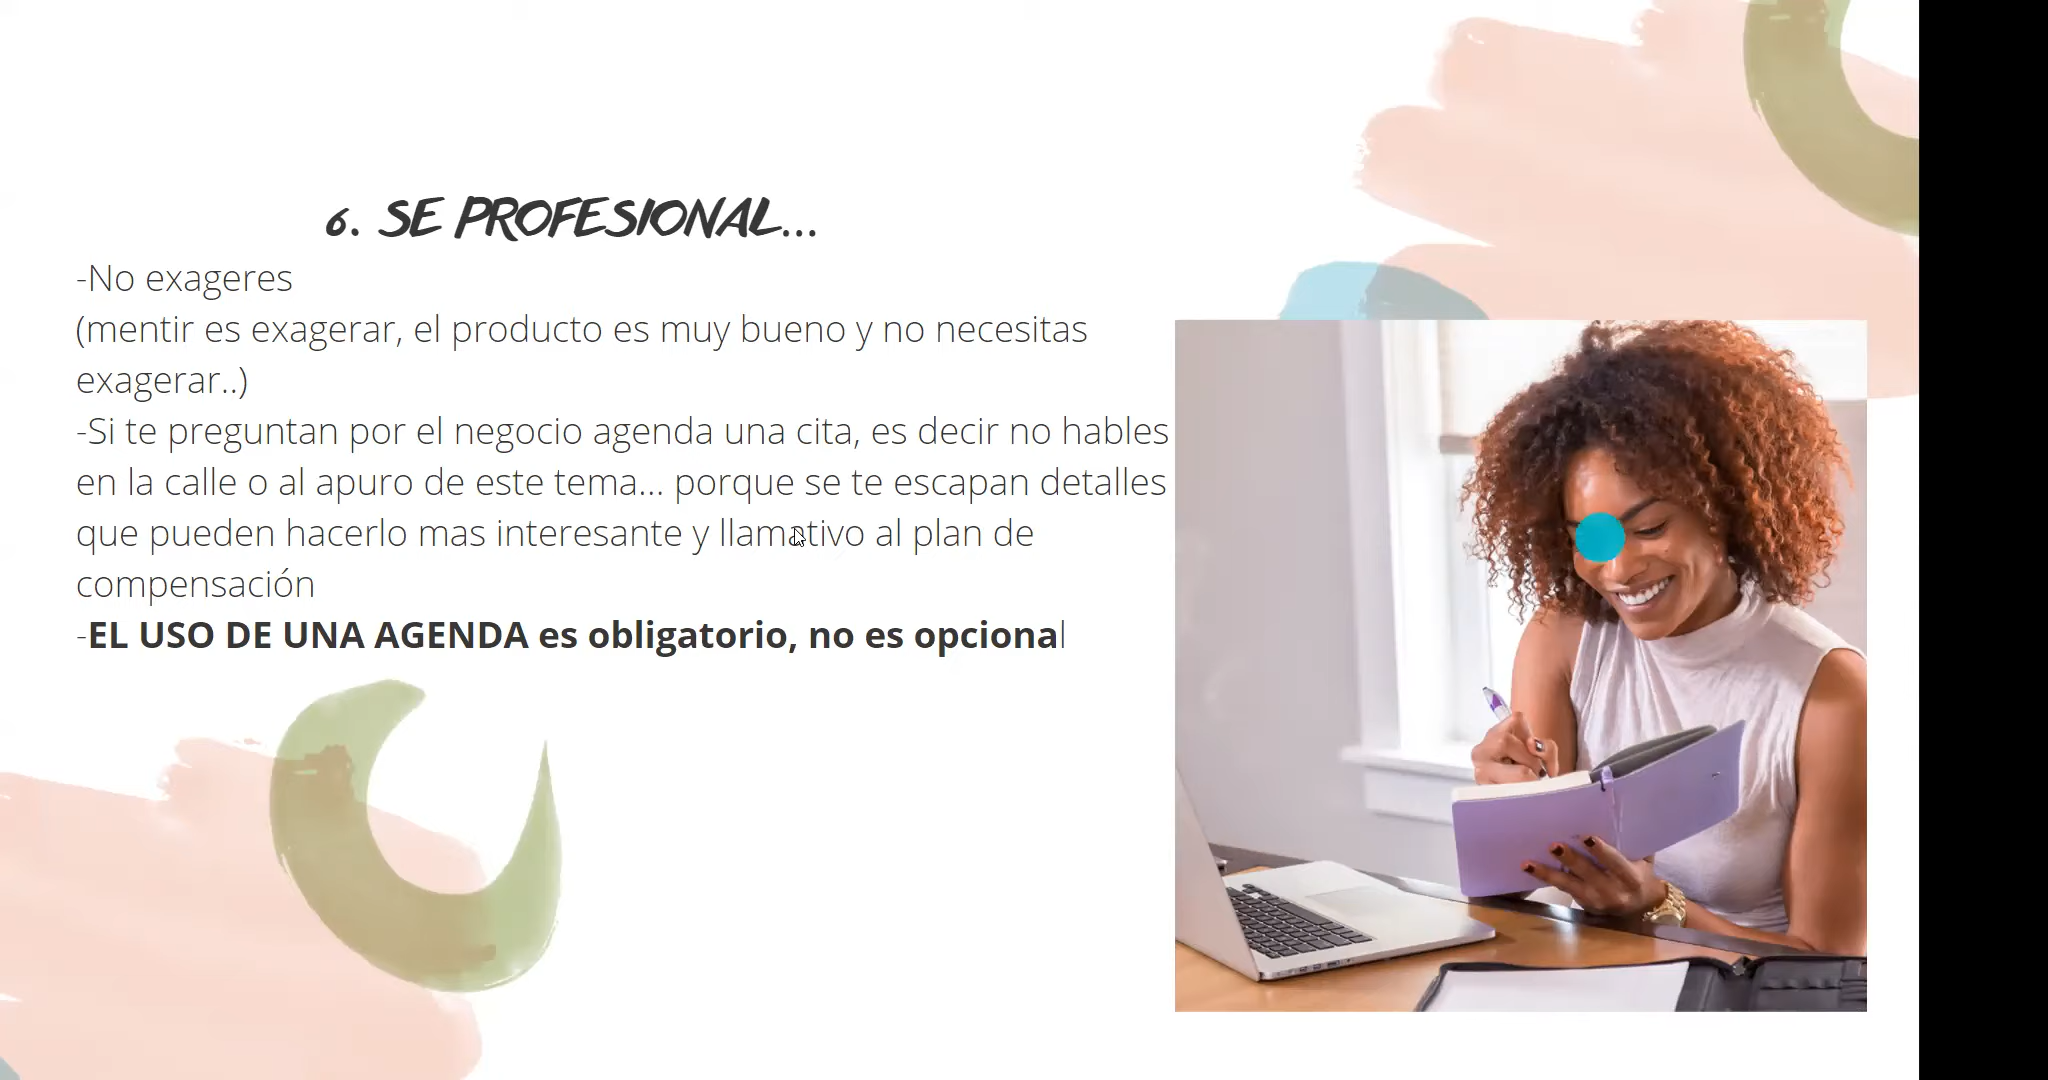 6. SE PROFESIONAL...
-No exageres
(mentir es exagerar, el producto es muy bueno y no necesitas
exagerar..)
-Si te preguntan por el negocio agenda una cita, es decir no hables
en la calle o al apuro de este tema... porque se te escapan detalles
que pueden hacerlo mas interesante y llamativo al plan de
compensación
-EL USO DE UNA AGENDA es obligatorio, no es opcional